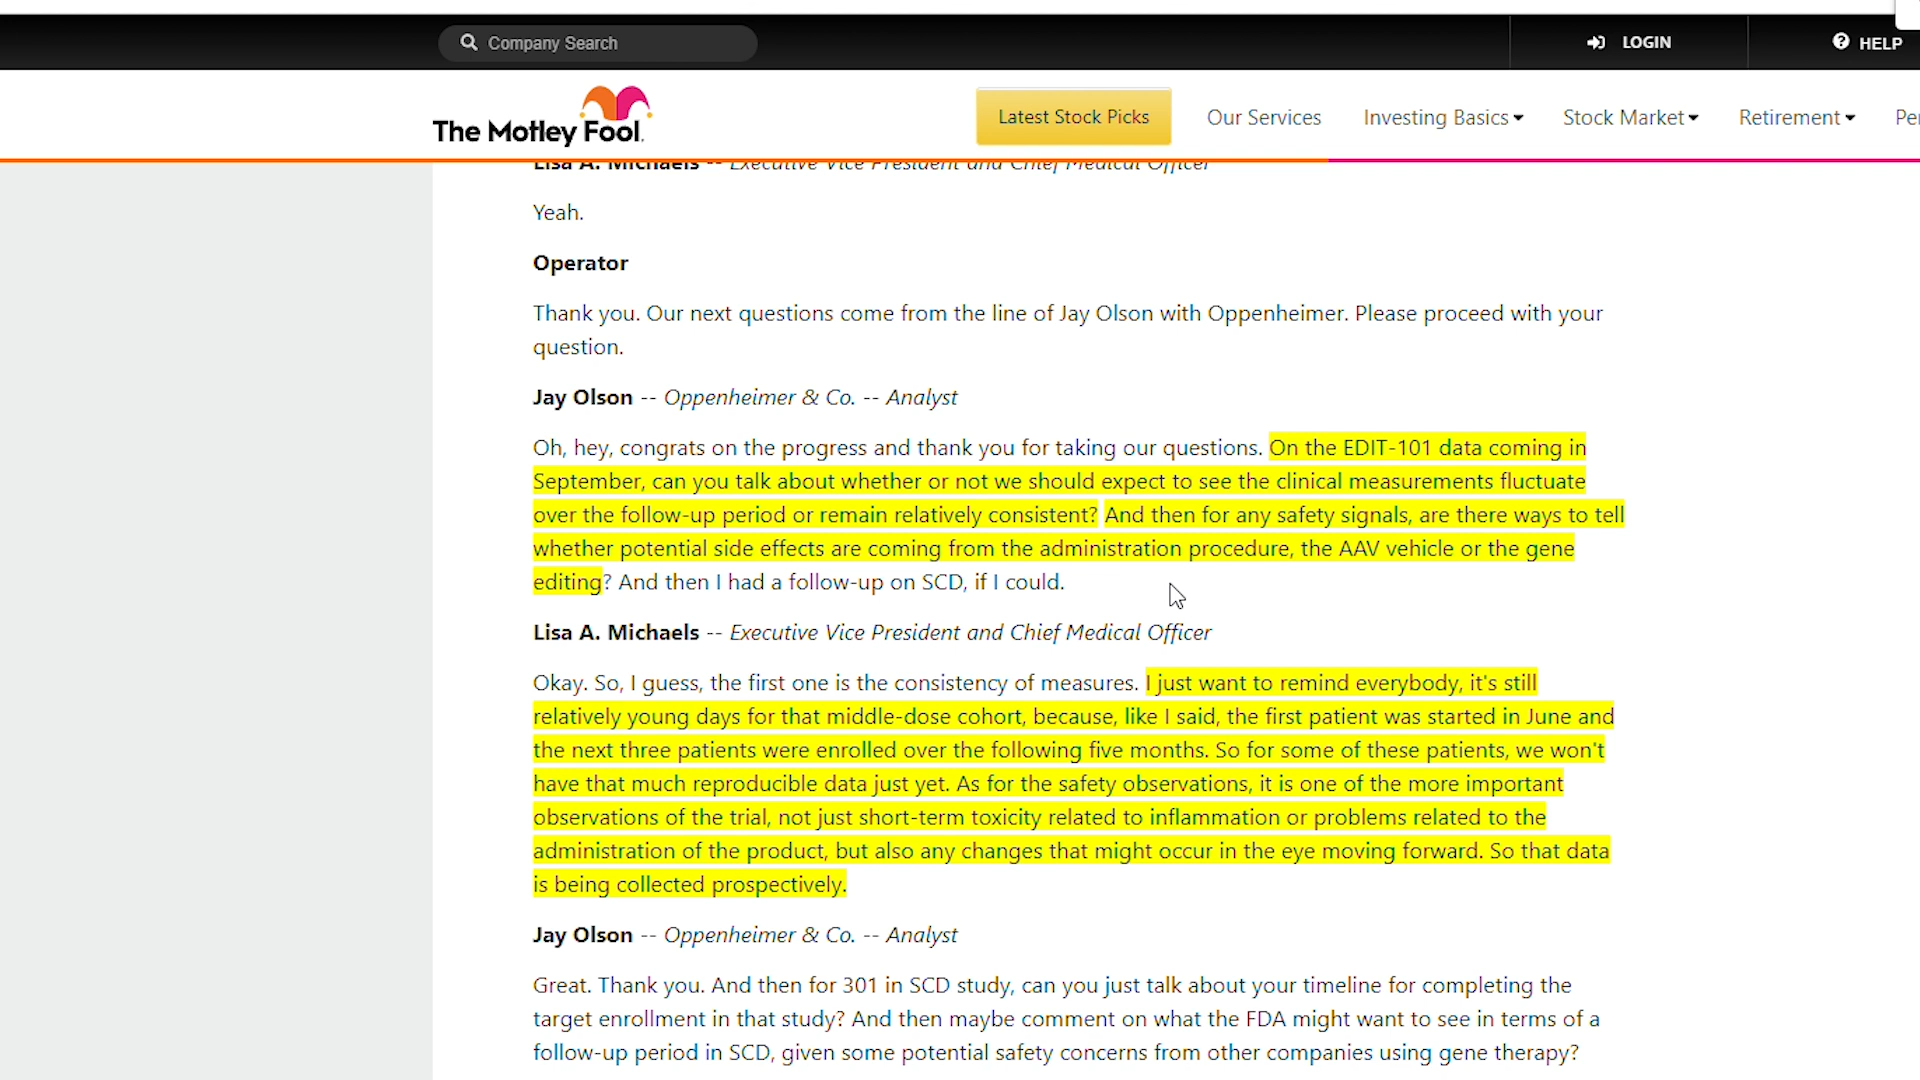 Company Search
LOGIN
HELP
The Motley Fool.
Latest Stock Picks
Our Services
Investing Basics
Stock Market
Retirement
Lisa A. Michaels -- Executive Vice President and Chief Medical Officer
Yeah.
Operator
Thank you. Our next questions come from the line of Jay Olson with Oppenheimer. Please proceed with your
question.
Jay Olson -- Oppenheimer & Co. -- Analyst
Oh, hey, congrats on the progress and thank you for taking our questions. On the EDIT-101 data coming in
September, can you talk about whether or not we should expect to see the clinical measurements fluctuate
over the follow-up period or remain relatively consistent? And then for any safety signals, are there ways to tell
whether potential side effects are coming from the administration procedure, the AAV vehicle or the gene
editing? And then I had a follow-up on SCD, if I could.
Lisa A. Michaels -- Executive Vice President and Chief Medical Officer
Okay. So, I guess, the first one is the consistency of measures. I just want to remind everybody, it's still
relatively young days for that middle-dose cohort, because, like I said, the first patient was started in June and
the next three patients were enrolled over the following five months. So for some of these patients, we won't
have that much reproducible data just yet. As for the safety observations, it is one of the more important
observations of the trial, not just short-term toxicity related to inflammation or problems related to the
administration of the product, but also any changes that might occur in the eye moving forward. So that data
is being collected prospectively.
Jay Olson -- Oppenheimer & Co. -- Analyst
Great. Thank you. And then for 301 in SCD study, can you just talk about your timeline for completing the
target enrollment in that study? And then maybe comment on what the FDA might want to see in terms of a
follow-up period in SCD, given some potential safety concerns from other companies using gene therapy?